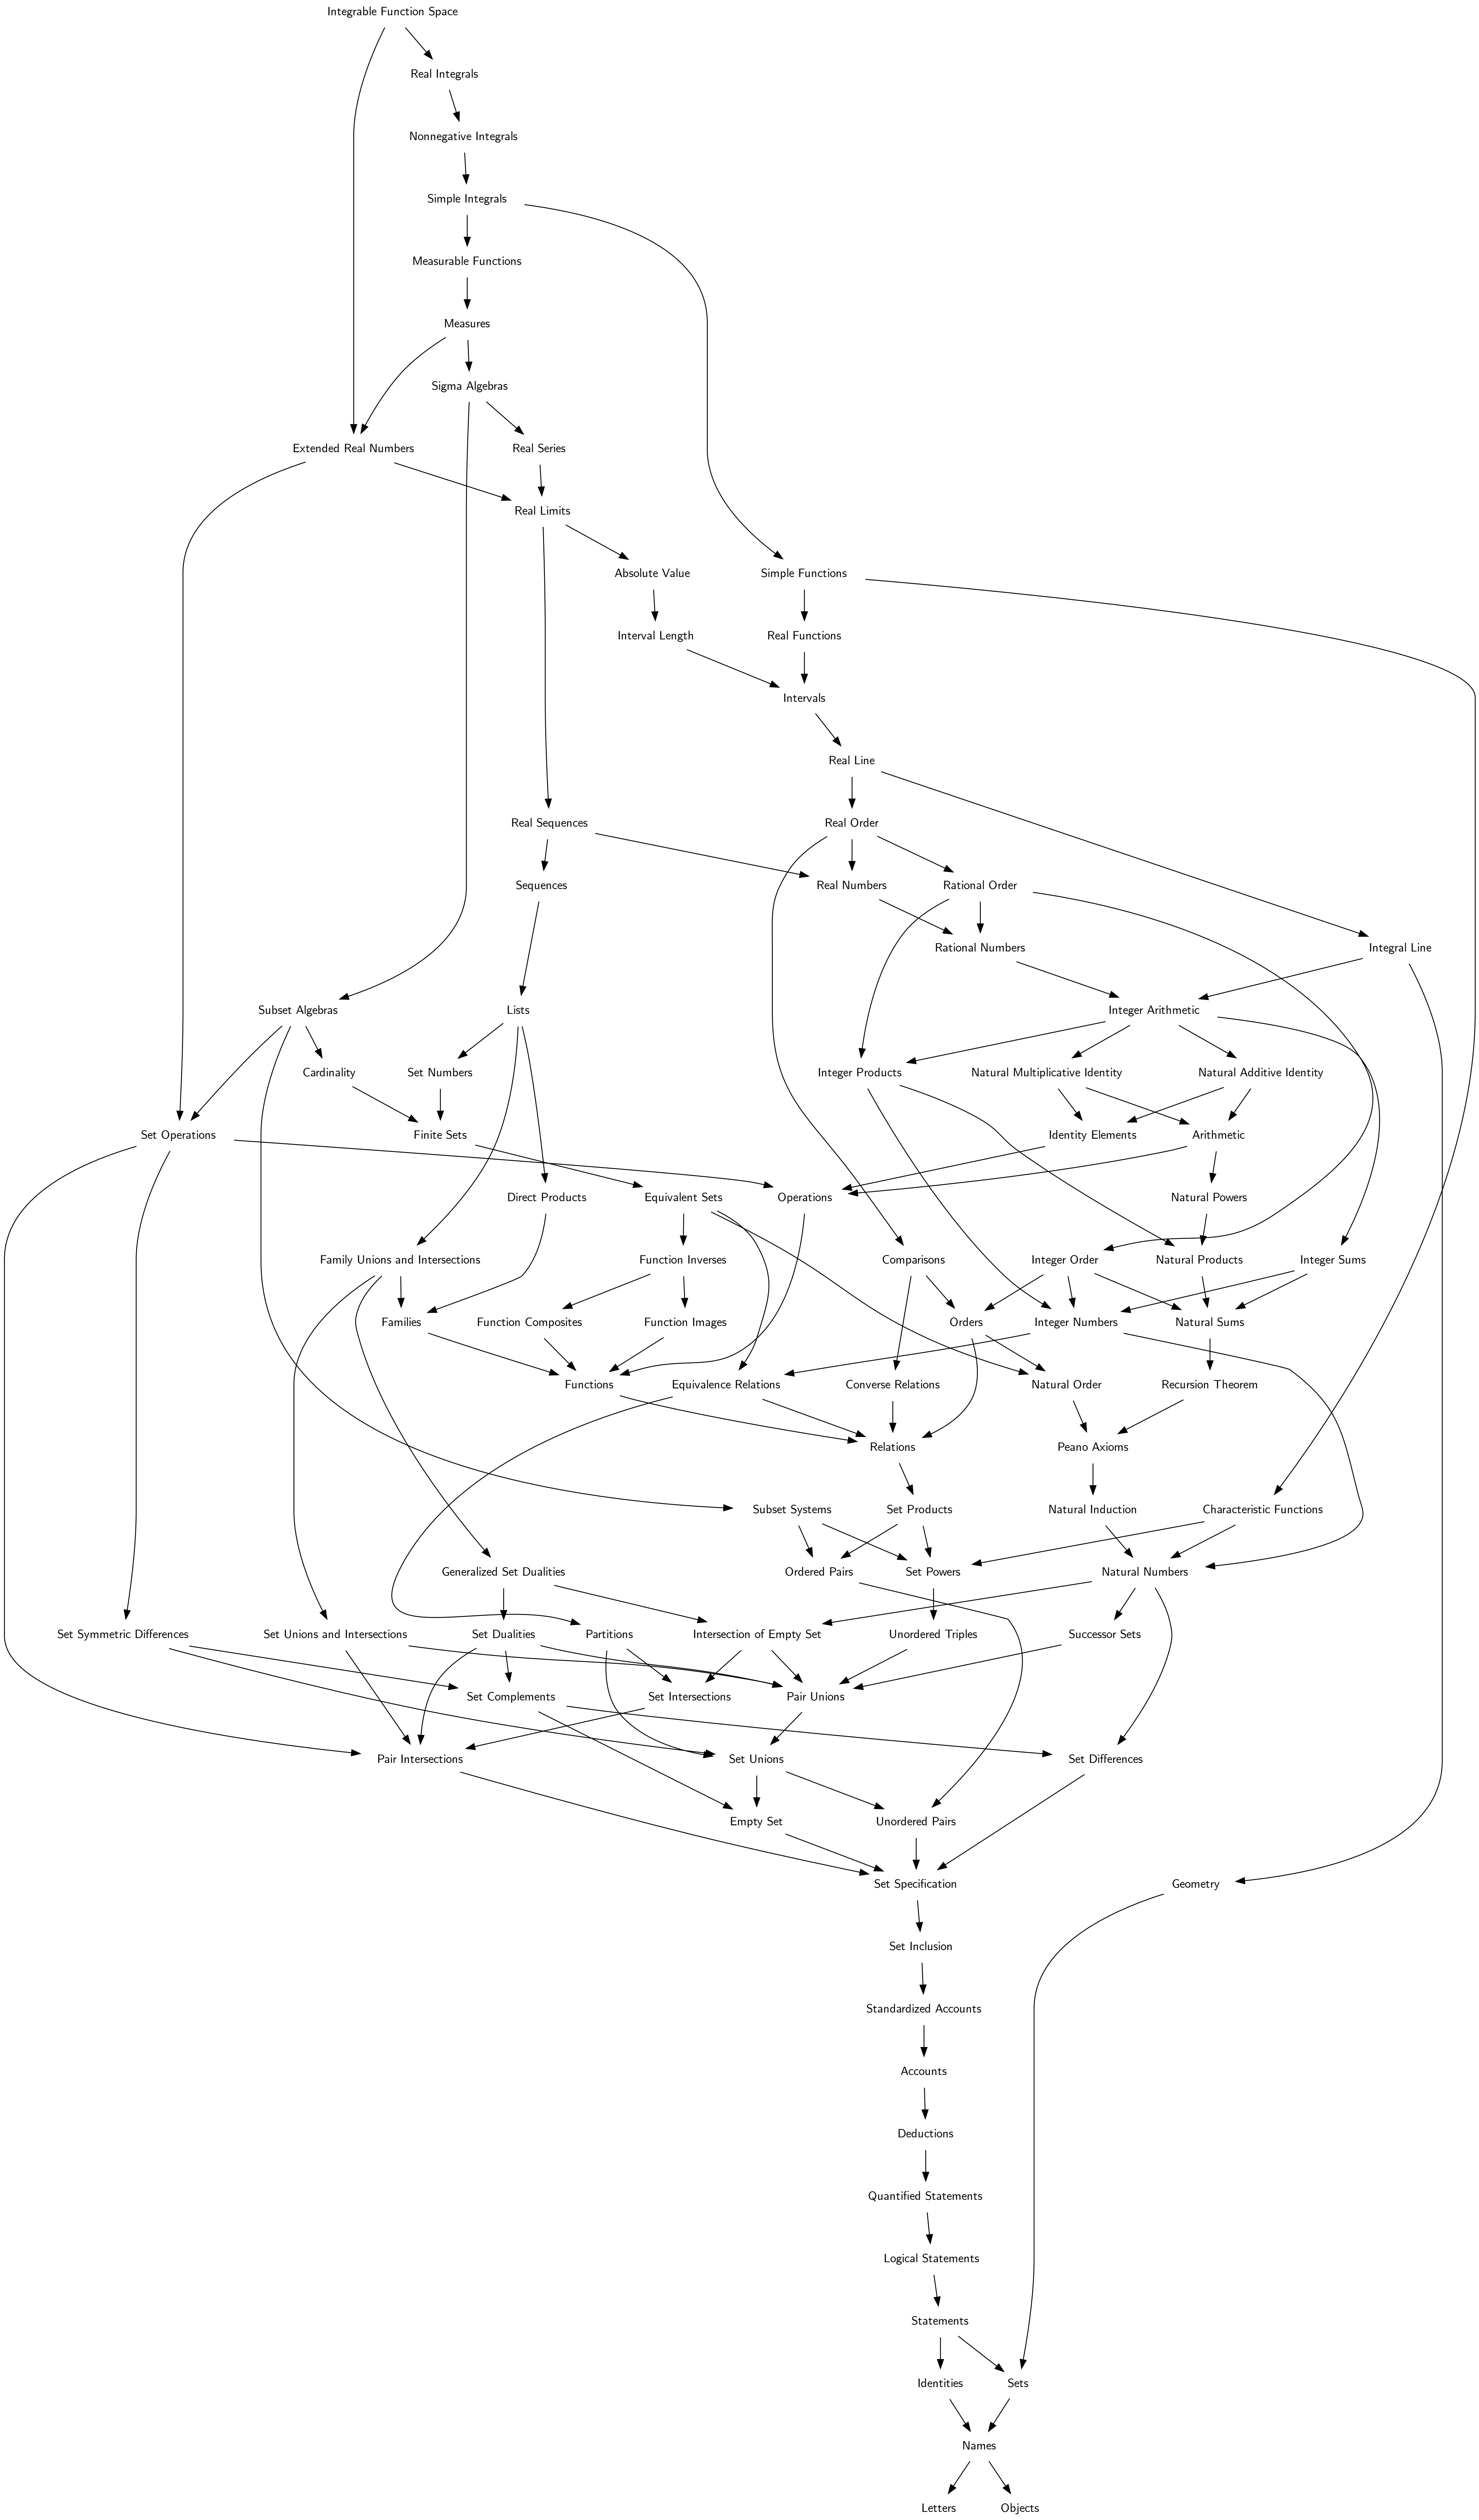 Integrable Function Space
Real Integrals
Nonnegative Integrals
Simple Integrals
Measurable Functions
Measures
Sigma Algebras
Extended Real Numbers
Real Series
Real Limits
Absolute Value
Simple Functions
Interval Length
Real Functions
Intervals
Real Line
Real Sequences
Real Order
Sequences
Real Numbers
Rational Order
Rational Numbers
Integral Line
Subset Algebras
Lists
Integer Arithmetic
Cardinality
Set Numbers
Integer Products
Natural Multiplicative Identity
Natural Additive Identity
Set Operations
Finite Sets
Identity Elements
Arithmetic
Direct Products
Equivalent Sets
Operations
Natural Powers
Family Unions and Intersections
Function Inverses
Comparisons
Integer Order
Natural Products
Integer Sums
Families
Function Composites
Function Images
Orders
Integer Numbers
Natural Sums
Functions
Equivalence Relations
Converse Relations
Natural Order
Recursion Theorem
Relations
Peano Axioms
Subset Systems
Set Products
Natural Induction
Characteristic Functions
Generalized Set Dualities
Ordered Pairs
Set Powers
Natural Numbers
Set Symmetric Differences
Set Unions and Intersections
Set Dualities
Partitions
Intersection of Empty Set
Unordered Triples
Successor Sets
Set Complements
Set Intersections
Pair Unions
Pair Intersections
Set Unions
Set Differences
Empty Set
Unordered Pairs
Set Specification
Geometry
Set Inclusion
Standardized Accounts
Accounts
Deductions
Quantified Statements
Logical Statements
Statements
Identities
Sets
Names
Letters
Objects